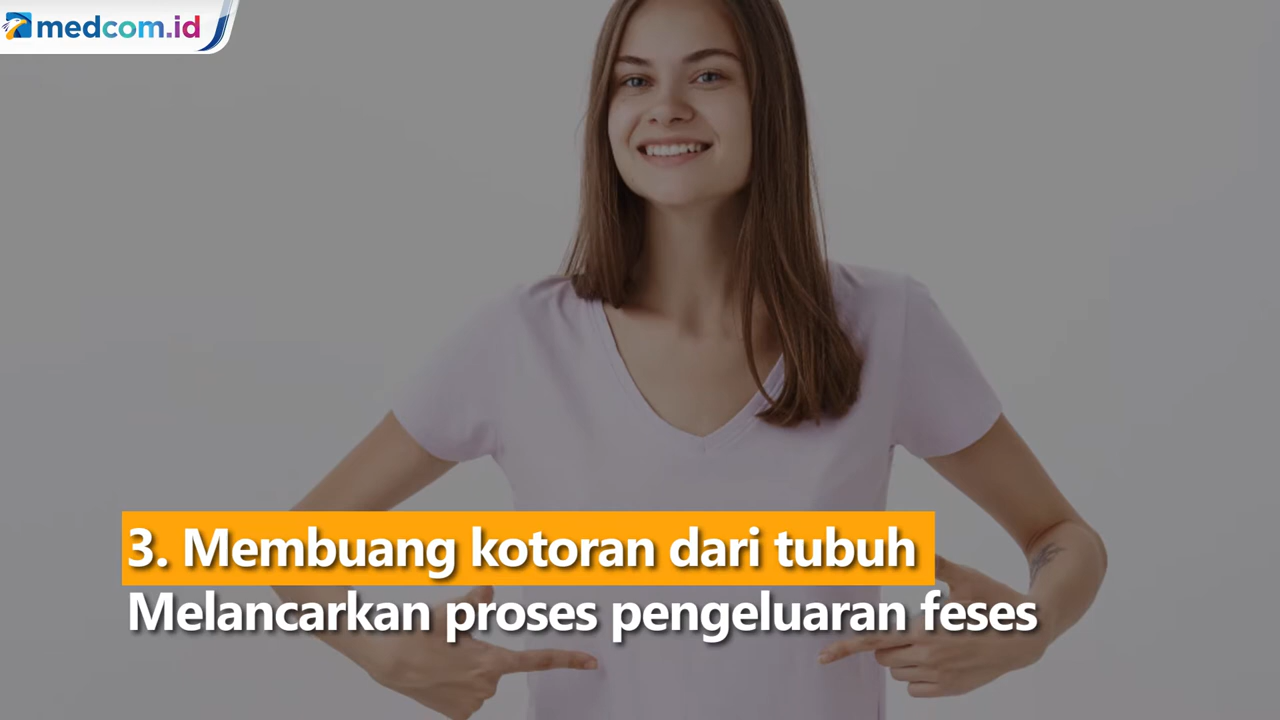 medcom.id
3. Membuang kotoran dari tubuh
Melancarkan proses pengeluaran feses